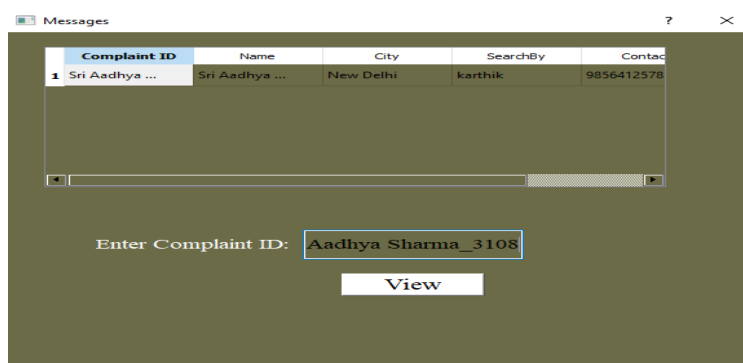 Messages ?
Complaint ID Name City SearchBy Contac
1 Sri Aadhya ... Sri Aadhya ... New Delhi karthik 9856412578
Enter Complaint ID: Aadhya Sharma_3108
View